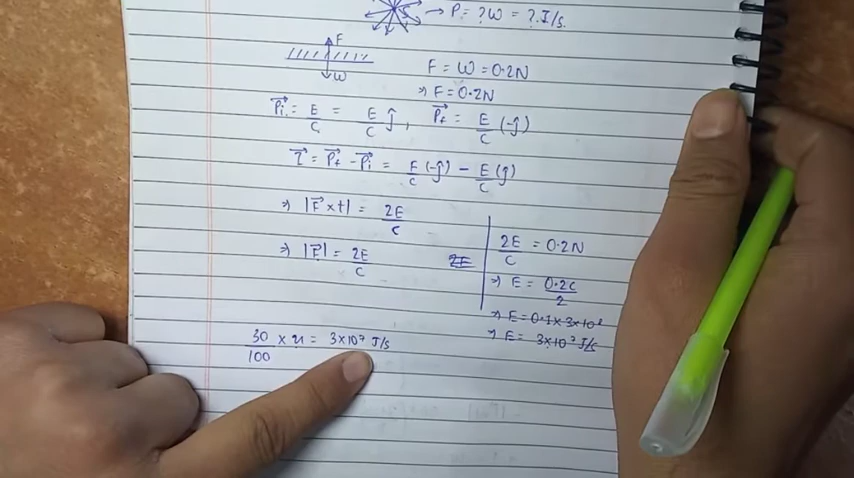 → P = ?W = ?J/s.
F
W
F = W = 0.2N
⇒ F = 0.2N
P⃗i = E/C = E/C ĵ, P⃗f = E/C (-ĵ)
I⃗ = P⃗f - P⃗i = E/C (-ĵ) - E/C (ĵ)
⇒ |F⃗ × t| = 2E/C
⇒ |F⃗| = 2E/C
2E
2E/C = 0.2N
⇒ E = 0.2C/2
⇒ E = 0.1 × 3×10⁸
⇒ E = 3×10⁷ J/s
30/100 × x = 3×10⁷ J/s